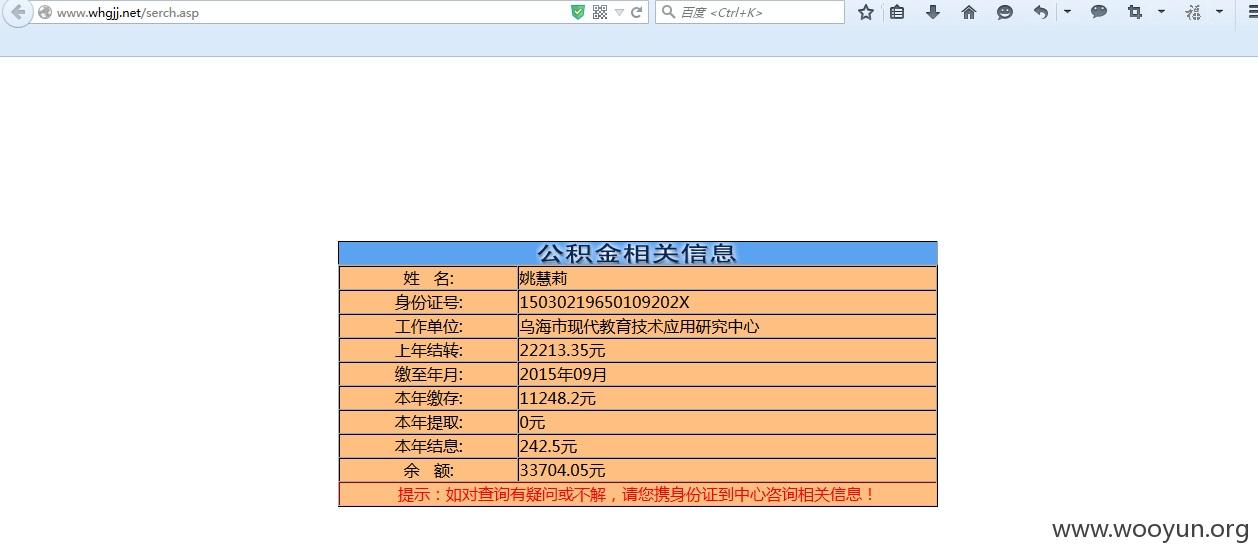 www.whgjj.net/serch.asp
百度 <Ctrl+K>
公积金相关信息
姓 名: 姚慧莉
身份证号: 15030219650109202X
工作单位: 乌海市现代教育技术应用研究中心
上年结转: 22213.35元
缴至年月: 2015年09月
本年缴存: 11248.2元
本年提取: 0元
本年结息: 242.5元
余 额: 33704.05元
提示：如对查询有疑问或不解，请您携身份证到中心咨询相关信息！
www.wooyun.org